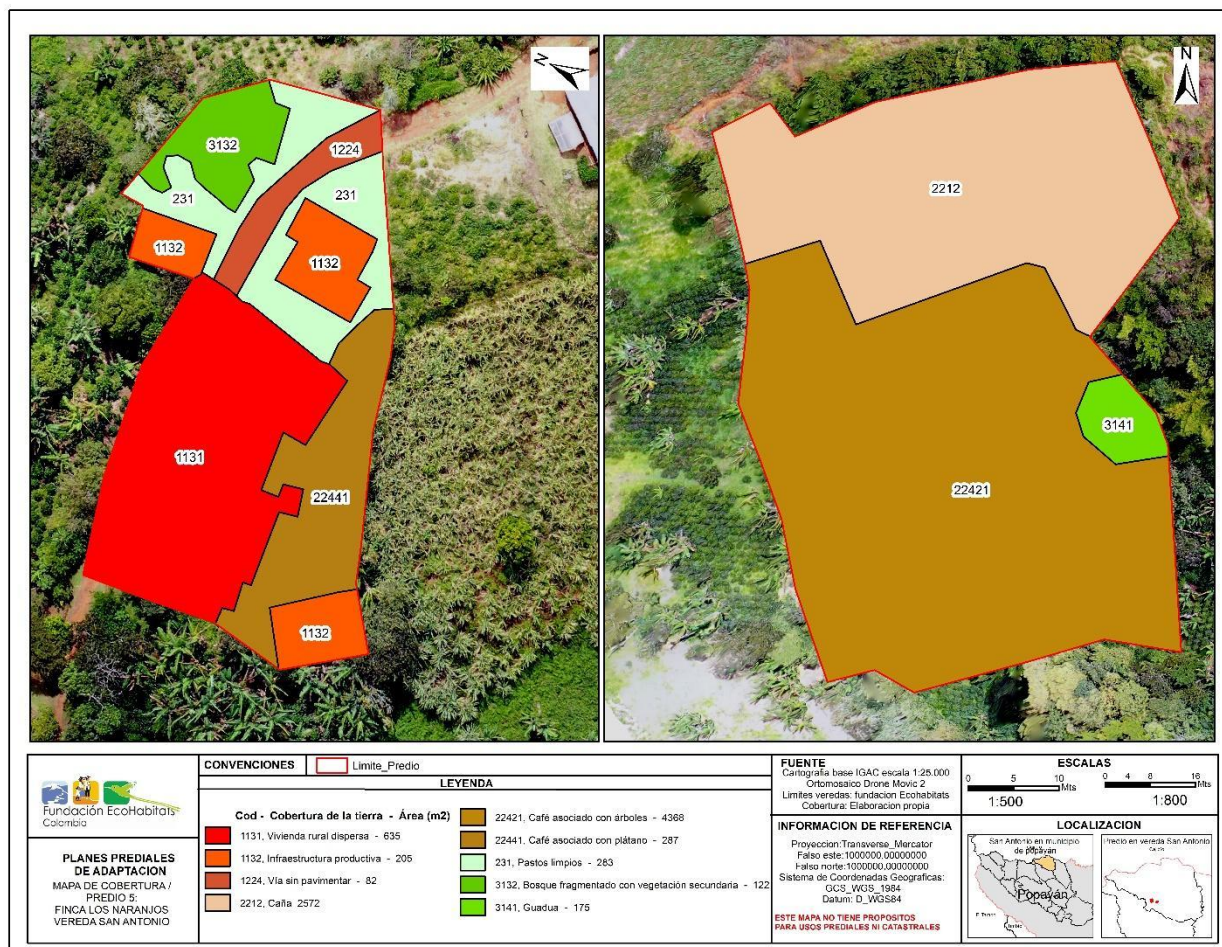 N
3132
1224
231
231
1132
1132
1131
22441
1132
N
2212
3141
22421
Fundación EcoHabitats
Colombia
PLANES PREDIALES
DE ADAPTACION
MAPA DE COBERTURA /
PREDIO 5:
FINCA LOS NARANJOS
VEREDA SAN ANTONIO
CONVENCIONES
Limite_Predio
LEYENDA
Cod - Cobertura de la tierra - Área (m2)
1131, Vivienda rural dispersa - 635
1132, Infraestructura productiva - 205
1224, Vía sin pavimentar - 82
2212, Caña 2572
22421, Café asociado con árboles - 4368
22441, Café asociado con plátano - 287
231, Pastos limpios - 283
3132, Bosque fragmentado con vegetación secundaria - 122
3141, Guadua - 175
FUENTE
Cartografia base IGAC escala 1:25.000
Ortomosaico Drone Movic 2
Limites veredas: fundacion Ecohabitats
Cobertura: Elaboracion propia
INFORMACION DE REFERENCIA
Proyeccion:Transverse_Mercator
Falso este:1000000,00000000
Falso norte:1000000,00000000
Sistema de Coordenadas Geograficas:
GCS_WGS_1984
Datum: D_WGS84
ESTE MAPA NO TIENE PROPOSITOS
PARA USOS PREDIALES NI CATASTRALES
ESCALAS
0 5 10
Mts
1:500
0 4 8 16
Mts
1:800
LOCALIZACION
San Antonio en municipio
de popayan
Popayán
Predio en vereda San Antonio